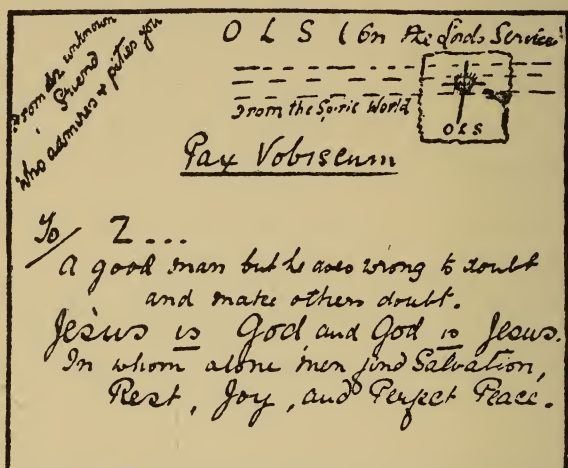 From an unknown
friend
who admires & pities you
O L S (On the Lords Service)
From the Spirit World
O L S
Pax Vobiscum
To Z...
A good man but he does wrong to doubt
and make others doubt.
Jesus is God and God is Jesus.
In whom alone men find Salvation,
Rest, Joy, and Perfect Peace.